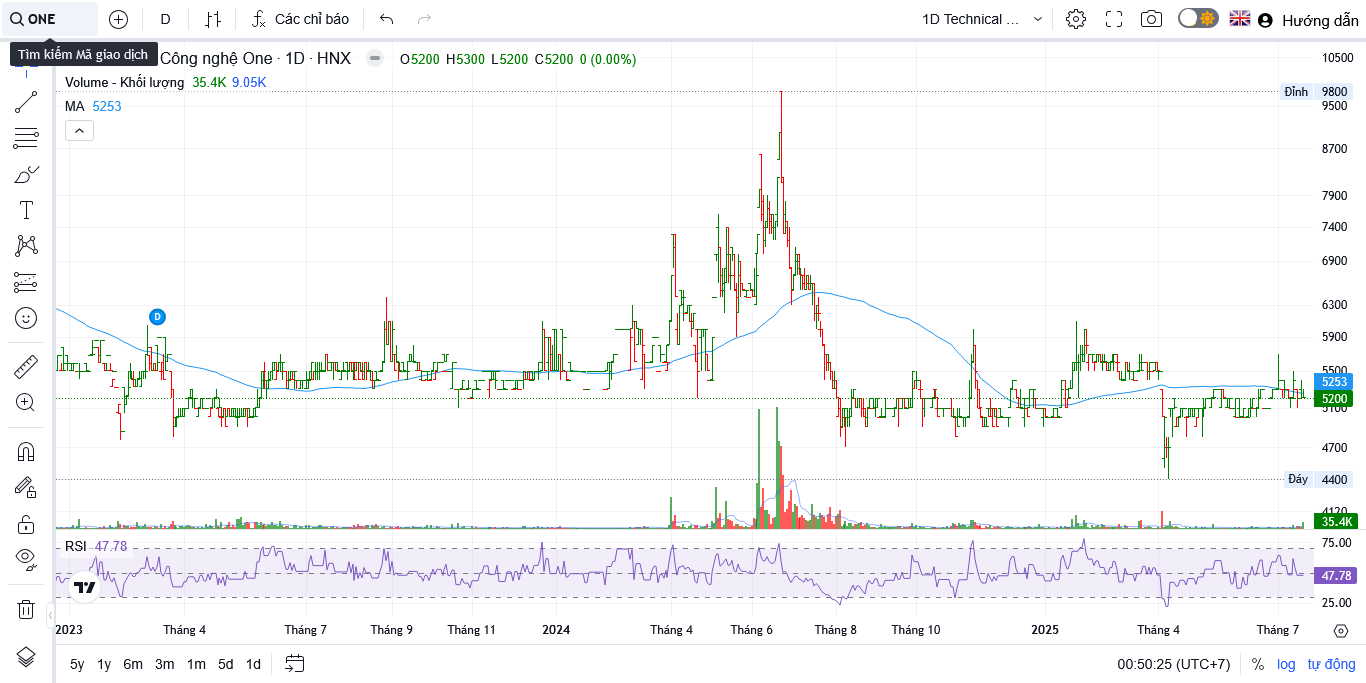 ONE
D
Các chỉ báo
1D Technical ...
Hướng dẫn
Tìm kiếm Mã giao dịch
Công nghệ One · 1D · HNX
O5200 H5300 L5200 C5200 0 (0.00%)
Volume - Khối lượng 35.4K 9.05K
MA 5253
D
10500
Đỉnh 9800
9500
8700
7900
7400
6900
6300
5900
5500
5253
5200
5100
4700
Đáy 4400
4120
35.4K
RSI 47.78
75.00
47.78
25.00
2023 Tháng 4 Tháng 7 Tháng 9 Tháng 11 2024 Tháng 4 Tháng 6 Tháng 8 Tháng 10 2025 Tháng 4 Tháng 7
5y 1y 6m 3m 1m 5d 1d
00:50:25 (UTC+7) % log tự động